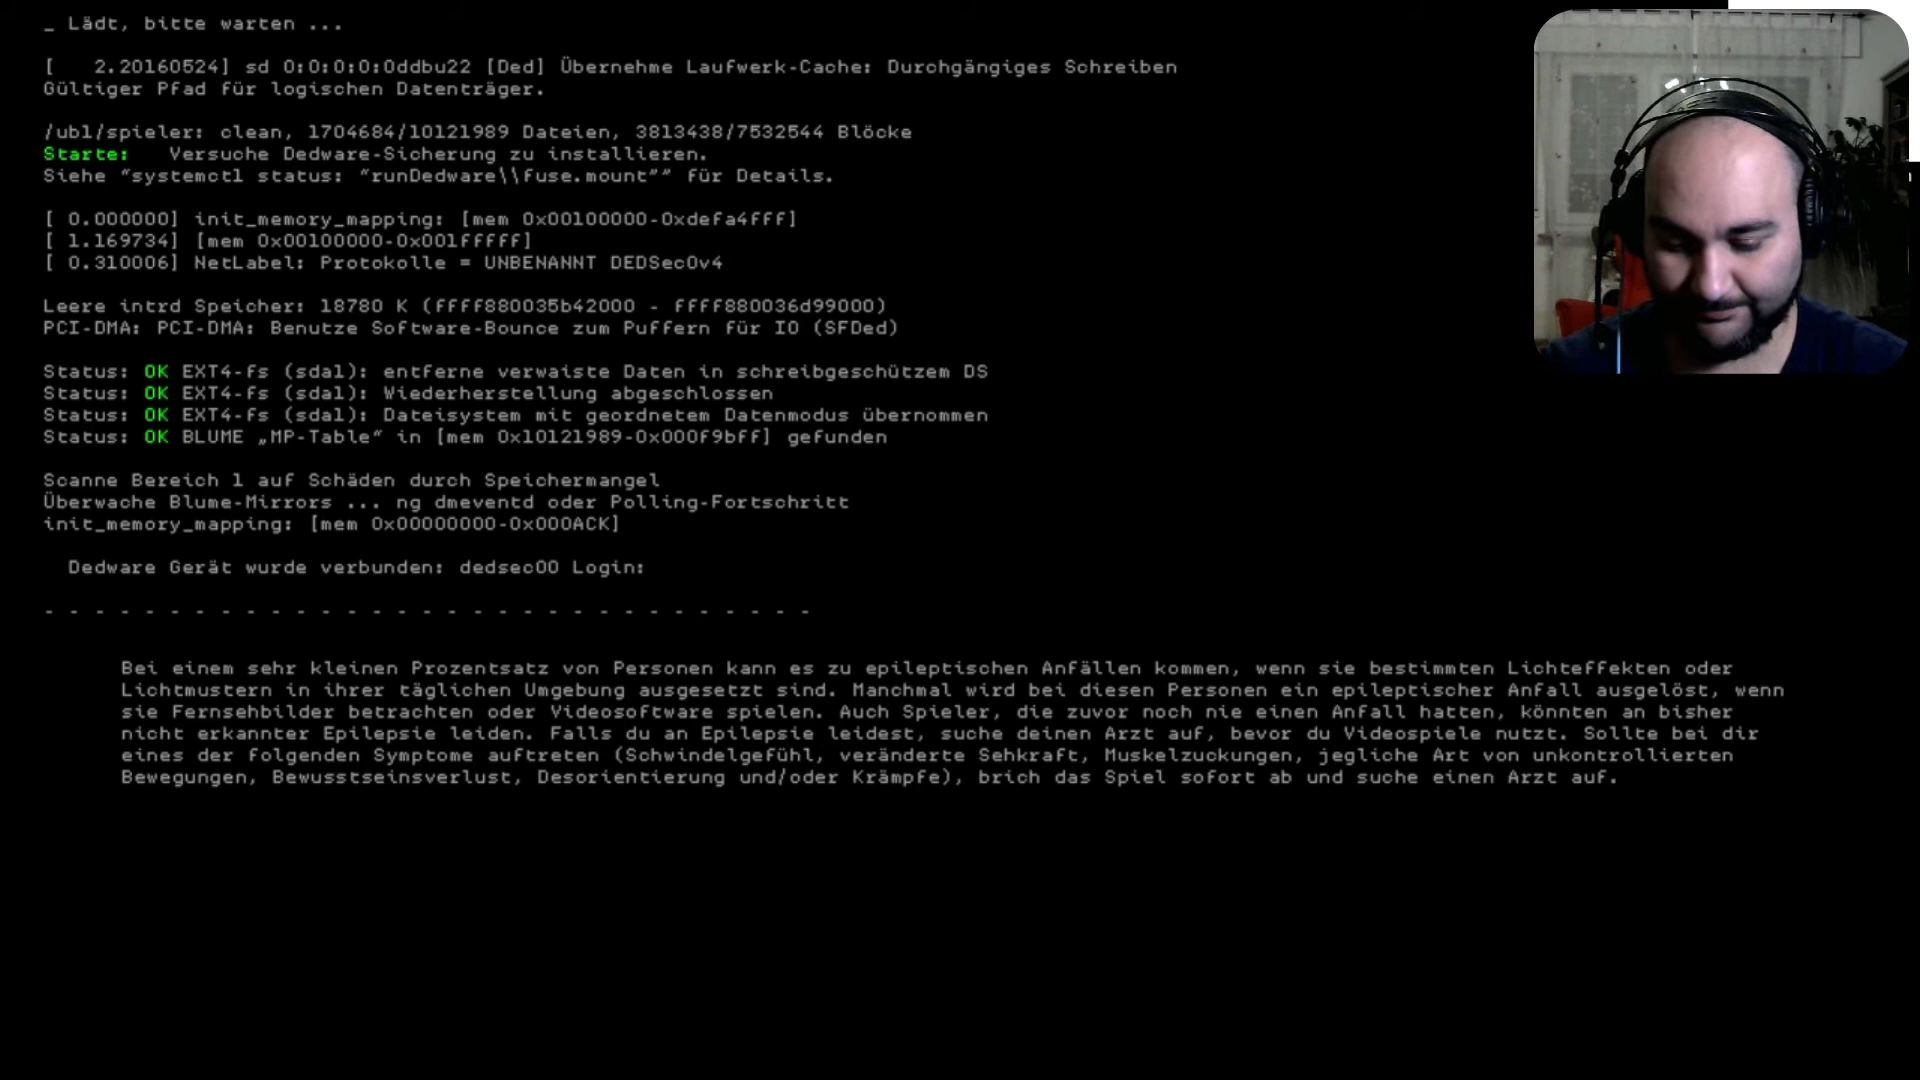 _ Lädt, bitte warten ...
[   2.20160524] sd 0:0:0:0:0ddbu22 [Ded] Übernehme Laufwerk-Cache: Durchgängiges Schreiben
Gültiger Pfad für logischen Datenträger.
/ubl/spieler: clean, 1704684/10121989 Dateien, 3813438/7532544 Blöcke
Starte:   Versuche Dedware-Sicherung zu installieren.
Siehe "systemctl status: "runDedware\\fuse.mount"" für Details.
[ 0.000000] init_memory_mapping: [mem 0x00100000-0xdefa4fff]
[ 1.169734] [mem 0x00100000-0x001fffff]
[ 0.310006] NetLabel: Protokolle = UNBENANNT DEDSecOv4
Leere intrd Speicher: 18780 K (ffff880035b42000 - ffff880036d99000)
PCI-DMA: PCI-DMA: Benutze Software-Bounce zum Puffern für IO (SFDed)
Status: OK EXT4-fs (sda1): entferne verwaiste Daten in schreibgeschützem DS
Status: OK EXT4-fs (sda1): Wiederherstellung abgeschlossen
Status: OK EXT4-fs (sda1): Dateisystem mit geordnetem Datenmodus übernommen
Status: OK BLUME „MP-Table“ in [mem 0x10121989-0x000f9bff] gefunden
Scanne Bereich 1 auf Schäden durch Speichermangel
Überwache Blume-Mirrors ... ng dmeventd oder Polling-Fortschritt
init_memory_mapping: [mem 0x00000000-0x000ACK]
Dedware Gerät wurde verbunden: dedsec00 Login:
- - - - - - - - - - - - - - - - - - - - - - - - - - - - - - -
Bei einem sehr kleinen Prozentsatz von Personen kann es zu epileptischen Anfällen kommen, wenn sie bestimmten Lichteffekten oder
Lichtmustern in ihrer täglichen Umgebung ausgesetzt sind. Manchmal wird bei diesen Personen ein epileptischer Anfall ausgelöst, wenn
sie Fernsehbilder betrachten oder Videosoftware spielen. Auch Spieler, die zuvor noch nie einen Anfall hatten, könnten an bisher
nicht erkannter Epilepsie leiden. Falls du an Epilepsie leidest, suche deinen Arzt auf, bevor du Videospiele nutzt. Sollte bei dir
eines der folgenden Symptome auftreten (Schwindelgefühl, veränderte Sehkraft, Muskelzuckungen, jegliche Art von unkontrollierten
Bewegungen, Bewusstseinsverlust, Desorientierung und/oder Krämpfe), brich das Spiel sofort ab und suche einen Arzt auf.